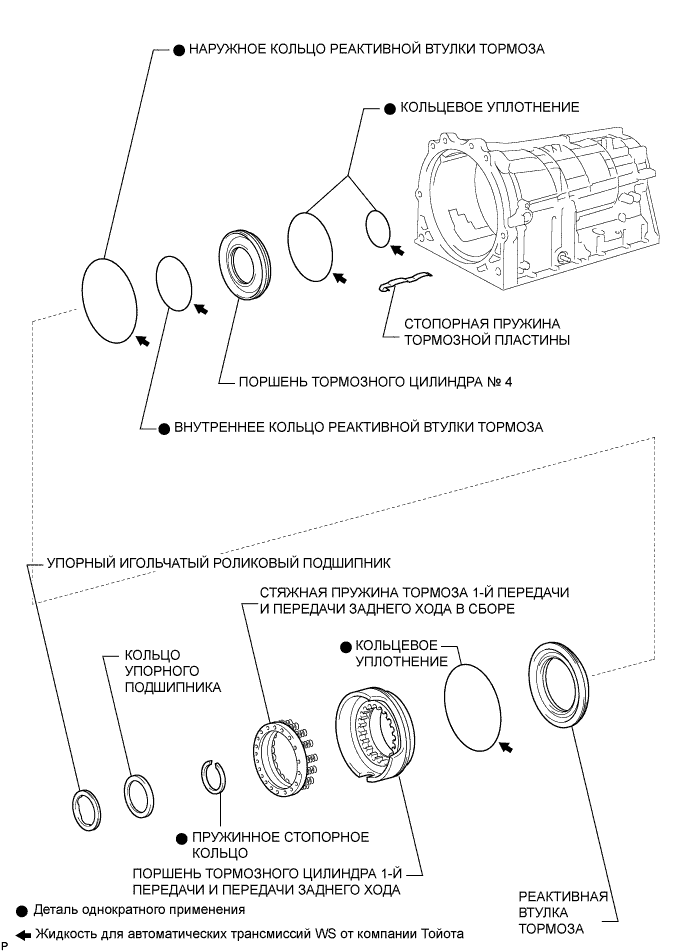 ● НАРУЖНОЕ КОЛЬЦО РЕАКТИВНОЙ ВТУЛКИ ТОРМОЗА
● КОЛЬЦЕВОЕ УПЛОТНЕНИЕ
СТОПОРНАЯ ПРУЖИНА
ТОРМОЗНОЙ ПЛАСТИНЫ
ПОРШЕНЬ ТОРМОЗНОГО ЦИЛИНДРА № 4
● ВНУТРЕННЕЕ КОЛЬЦО РЕАКТИВНОЙ ВТУЛКИ ТОРМОЗА
УПОРНЫЙ ИГОЛЬЧАТЫЙ РОЛИКОВЫЙ ПОДШИПНИК
СТЯЖНАЯ ПРУЖИНА ТОРМОЗА 1-Й ПЕРЕДАЧИ
И ПЕРЕДАЧИ ЗАДНЕГО ХОДА В СБОРЕ
● КОЛЬЦЕВОЕ
УПЛОТНЕНИЕ
КОЛЬЦО
УПОРНОГО
ПОДШИПНИКА
● ПРУЖИННОЕ СТОПОРНОЕ
КОЛЬЦО
ПОРШЕНЬ ТОРМОЗНОГО ЦИЛИНДРА 1-Й
ПЕРЕДАЧИ И ПЕРЕДАЧИ ЗАДНЕГО ХОДА
РЕАКТИВНАЯ
ВТУЛКА
ТОРМОЗА
● Деталь однократного применения
Жидкость для автоматических трансмиссий WS от компании Тойота
P